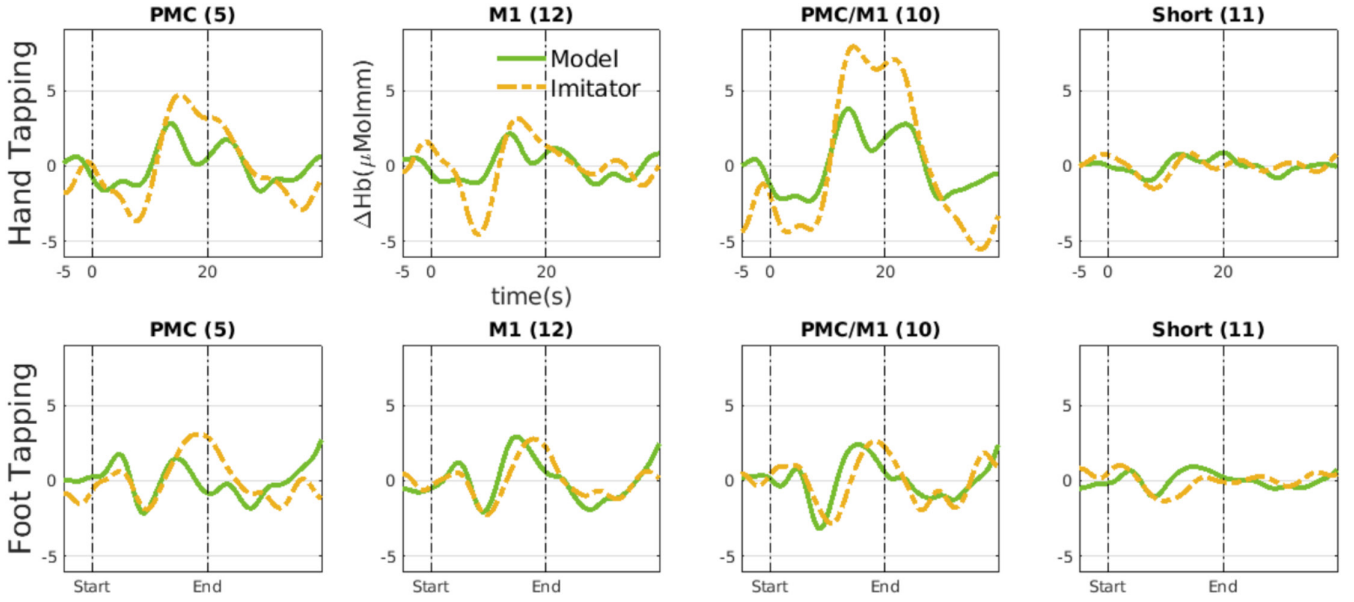 PMC (5) M1 (12) PMC/M1 (10) Short (11)
Hand Tapping
ΔHb(μMolmm)
Model
Imitator
5 5 5 5
0 0 0 0
-5 -5 -5 -5
-5 0 20 -5 0 20 -5 0 20 -5 0 20
time(s)
PMC (5) M1 (12) PMC/M1 (10) Short (11)
Foot Tapping
5 5 5 5
0 0 0 0
-5 -5 -5 -5
Start End Start End Start End Start End